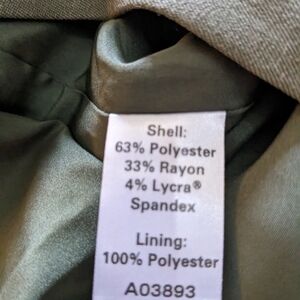 Shell:
63% Polyester
33% Rayon
4% Lycra®
Spandex
Lining:
100% Polyester
A03893